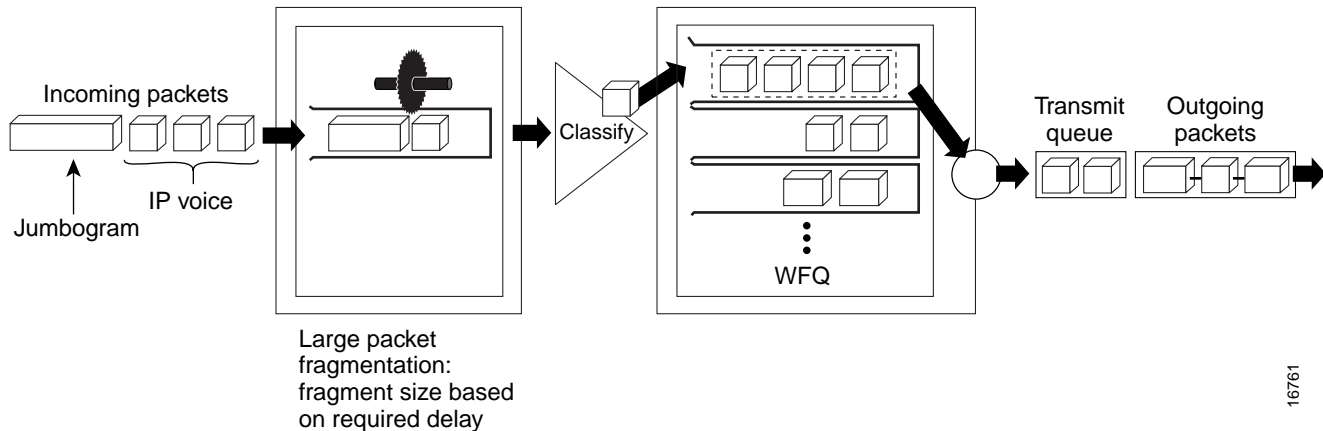 Incoming packets
IP voice
Jumbogram
Large packet
fragmentation:
fragment size based
on required delay
Classify
WFQ
Transmit
queue
Outgoing
packets
16761